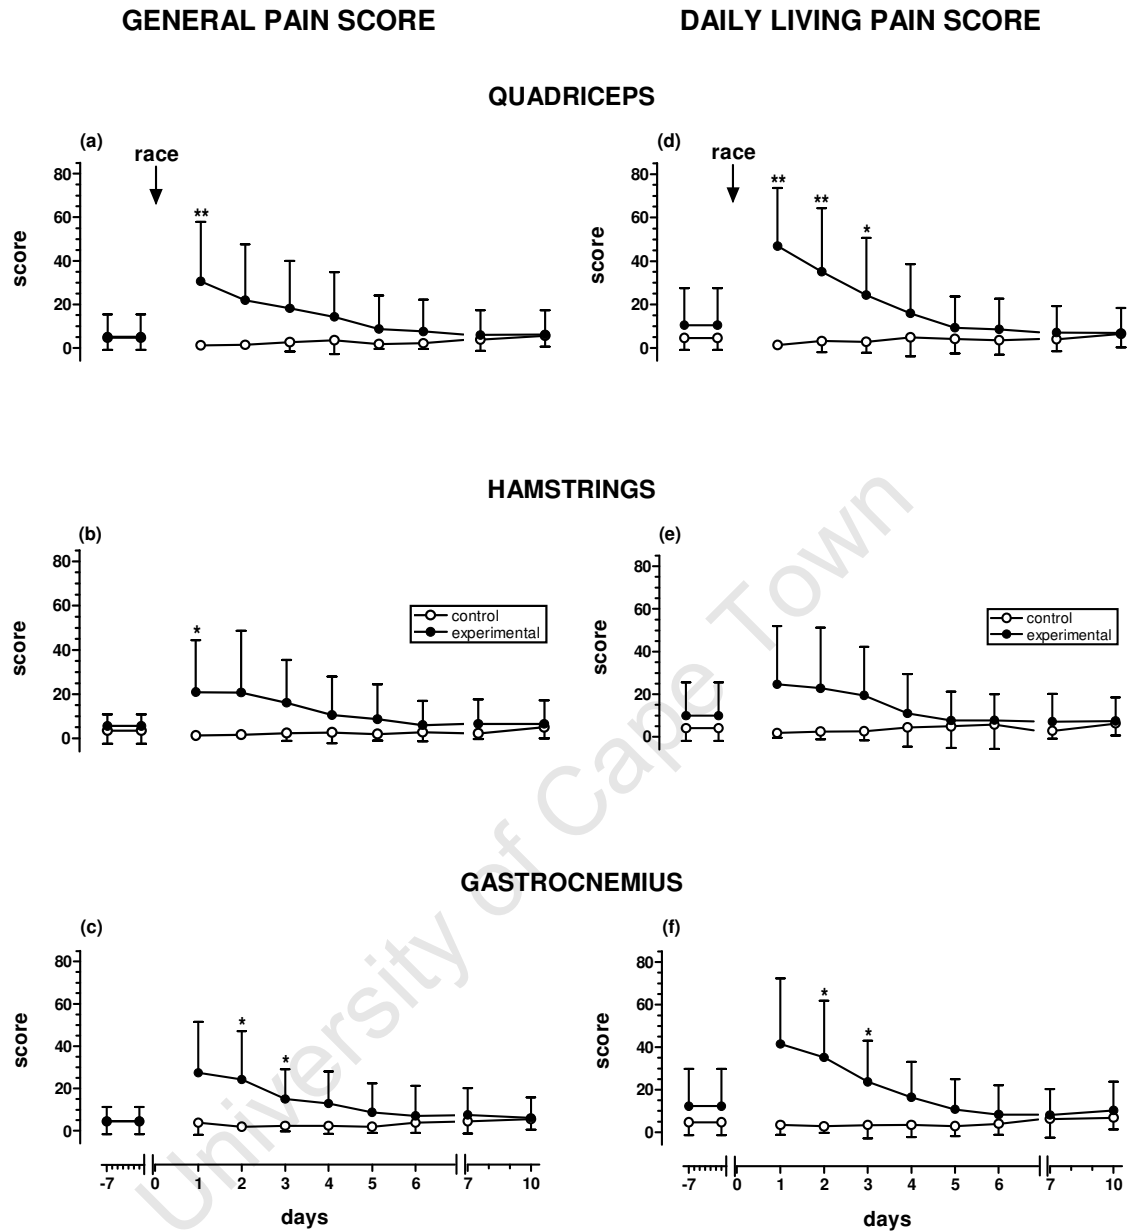 GENERAL PAIN SCORE DAILY LIVING PAIN SCORE
QUADRICEPS
(a) (d)
race race
80 80
** ** **
60 60
*
score score
40 40
20 20
0 0
HAMSTRINGS
(b) (e)
80 80
60 60
control control
experimental experimental
*
score score
40 40
20 20
0 0
GASTROCNEMIUS
(c) (f)
80 80
60 60
* * * *
score score
40 40
20 20
0 0
-7 0 1 2 3 4 5 6 7 10 -7 0 1 2 3 4 5 6 7 10
days days
University of Cape Town